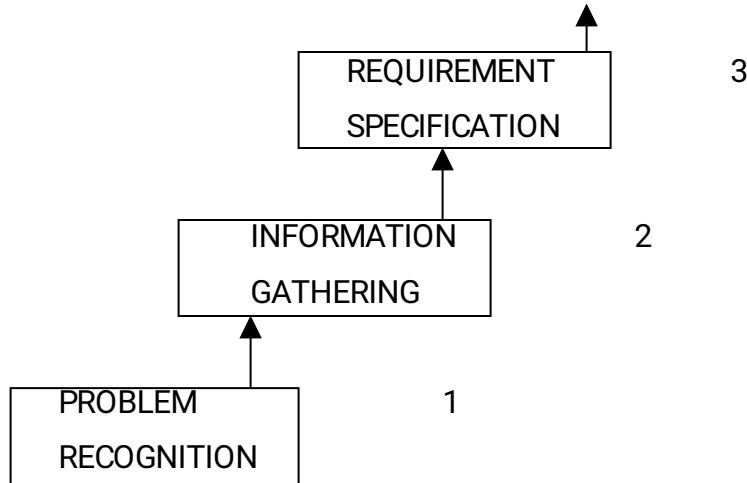 REQUIREMENT 3
SPECIFICATION
INFORMATION 2
GATHERING
PROBLEM 1
RECOGNITION